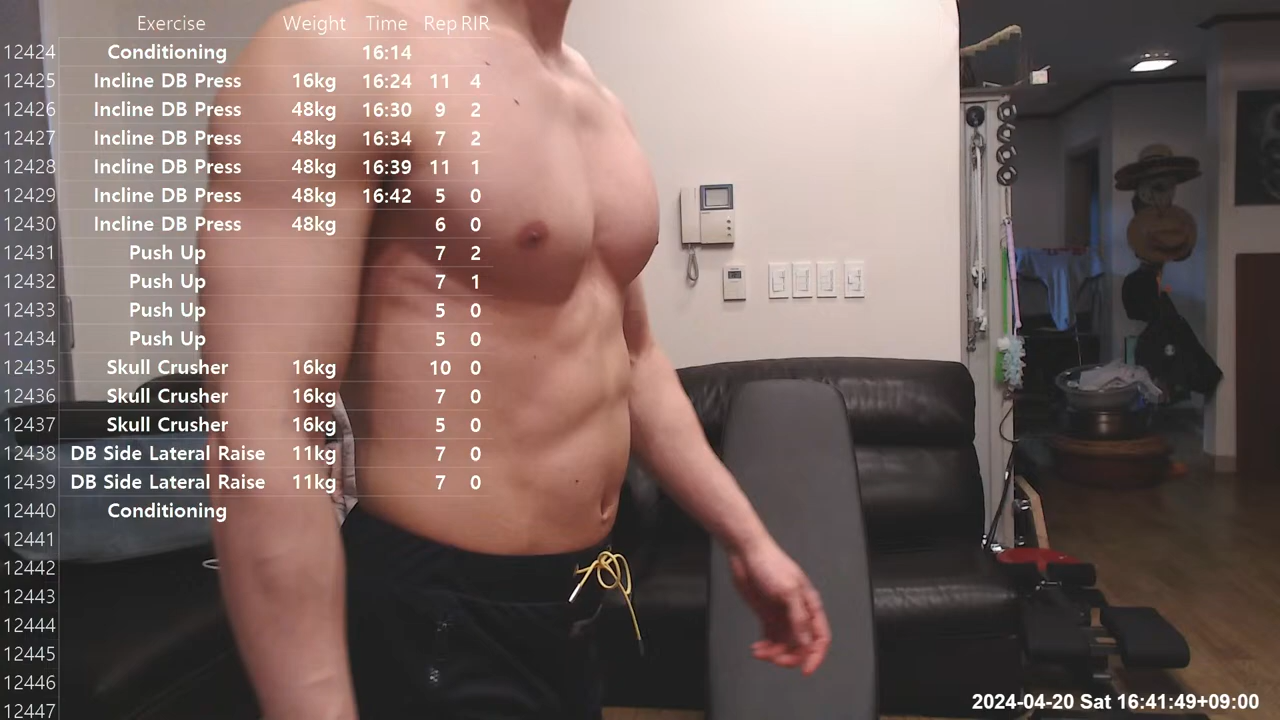 Exercise Weight Time Rep RIR
12424 Conditioning 16:14
12425 Incline DB Press 16kg 16:24 11 4
12426 Incline DB Press 48kg 16:30 9 2
12427 Incline DB Press 48kg 16:34 7 2
12428 Incline DB Press 48kg 16:39 11 1
12429 Incline DB Press 48kg 16:42 5 0
12430 Incline DB Press 48kg 6 0
12431 Push Up 7 2
12432 Push Up 7 1
12433 Push Up 5 0
12434 Push Up 5 0
12435 Skull Crusher 16kg 10 0
12436 Skull Crusher 16kg 7 0
12437 Skull Crusher 16kg 5 0
12438 DB Side Lateral Raise 11kg 7 0
12439 DB Side Lateral Raise 11kg 7 0
12440 Conditioning
12441
12442
12443
12444
12445
12446
12447
2024-04-20 Sat 16:41:49+09:00